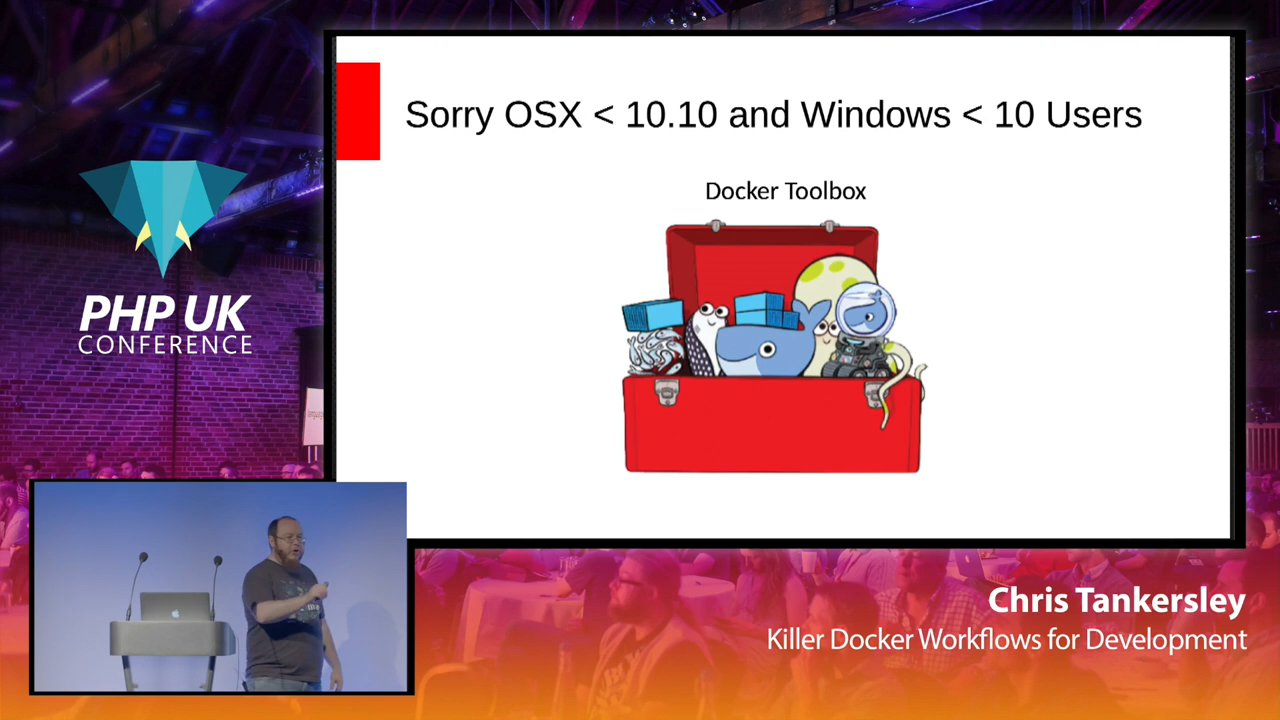 Sorry OSX < 10.10 and Windows < 10 Users
Docker Toolbox
PHP UK
CONFERENCE
Chris Tankersley
Killer Docker Workflows for Development